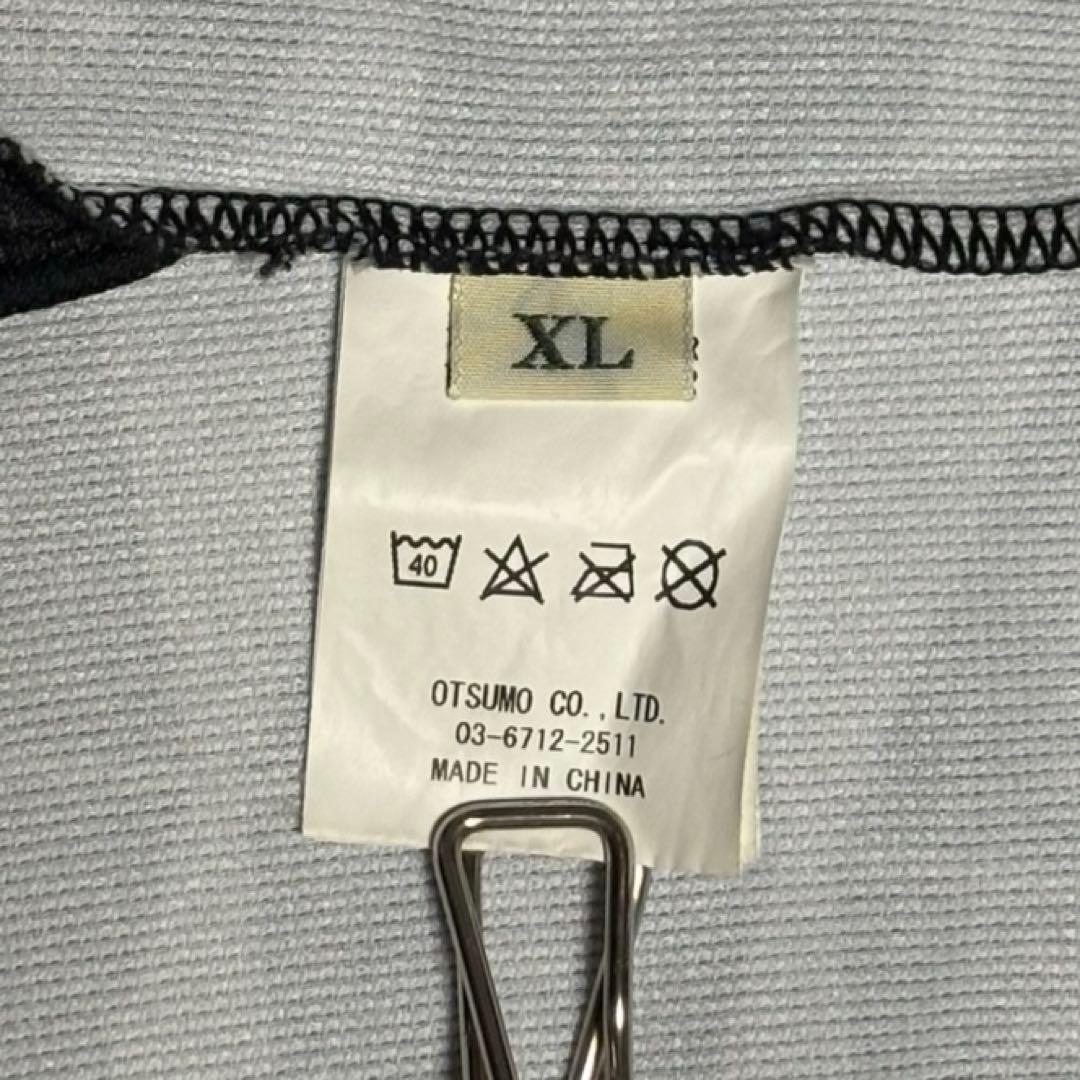 XL
40
OTSUMO CO.,LTD.
03-6712-2511
MADE IN CHINA